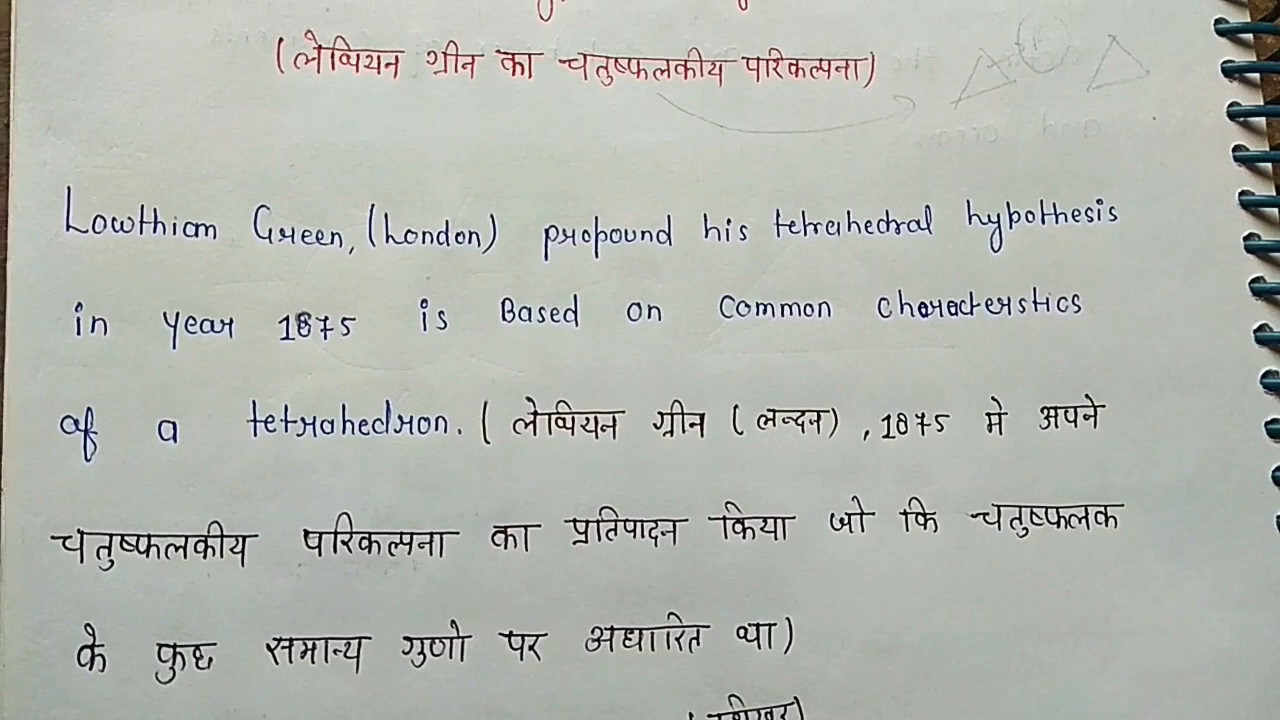 (लोथियन ग्रीन का चतुष्फलकीय परिकल्पना)
Lowthian Green, (London) propound his tetrahedral hypothesis
in year 1875 is Based on common characterstics
of a tetrahedron. ( लोथियन ग्रीन ( लन्दन) , 1875 मे अपने
चतुष्फलकीय परिकल्पना का प्रतिपादन किया जो कि चतुष्फलक
के कुछ समान्य गुणो पर अधारित था)